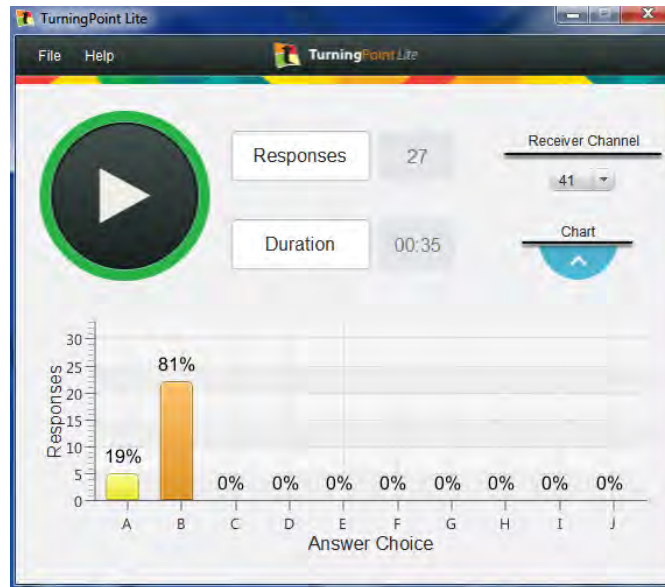 TurningPoint Lite
File Help
TurningPoint Lite
Responses 27
Receiver Channel
41
Duration 00:35
Chart
Responses
30
25
20
15
10
5
0
19%
81%
0% 0% 0% 0% 0% 0% 0% 0%
A B C D E F G H I J
Answer Choice